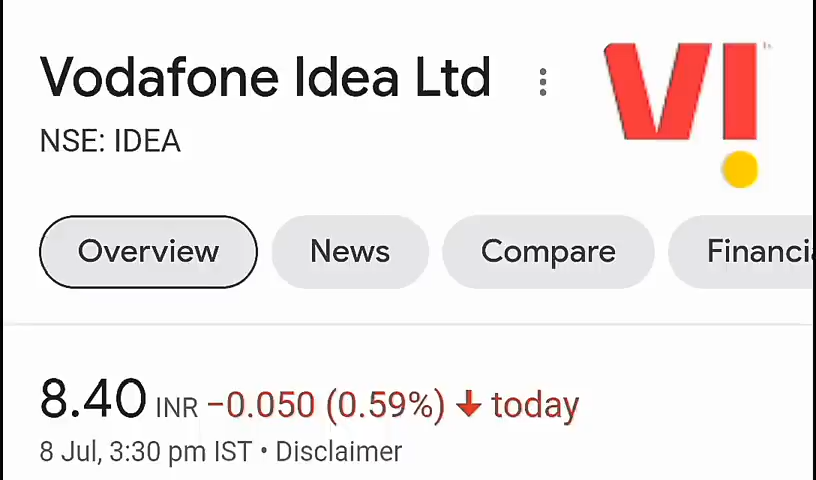 Vodafone Idea Ltd
NSE: IDEA
VI
Overview News Compare
8.40 INR −0.050 (0.59%) ↓ today
8 Jul, 3:30 pm IST • Disclaimer